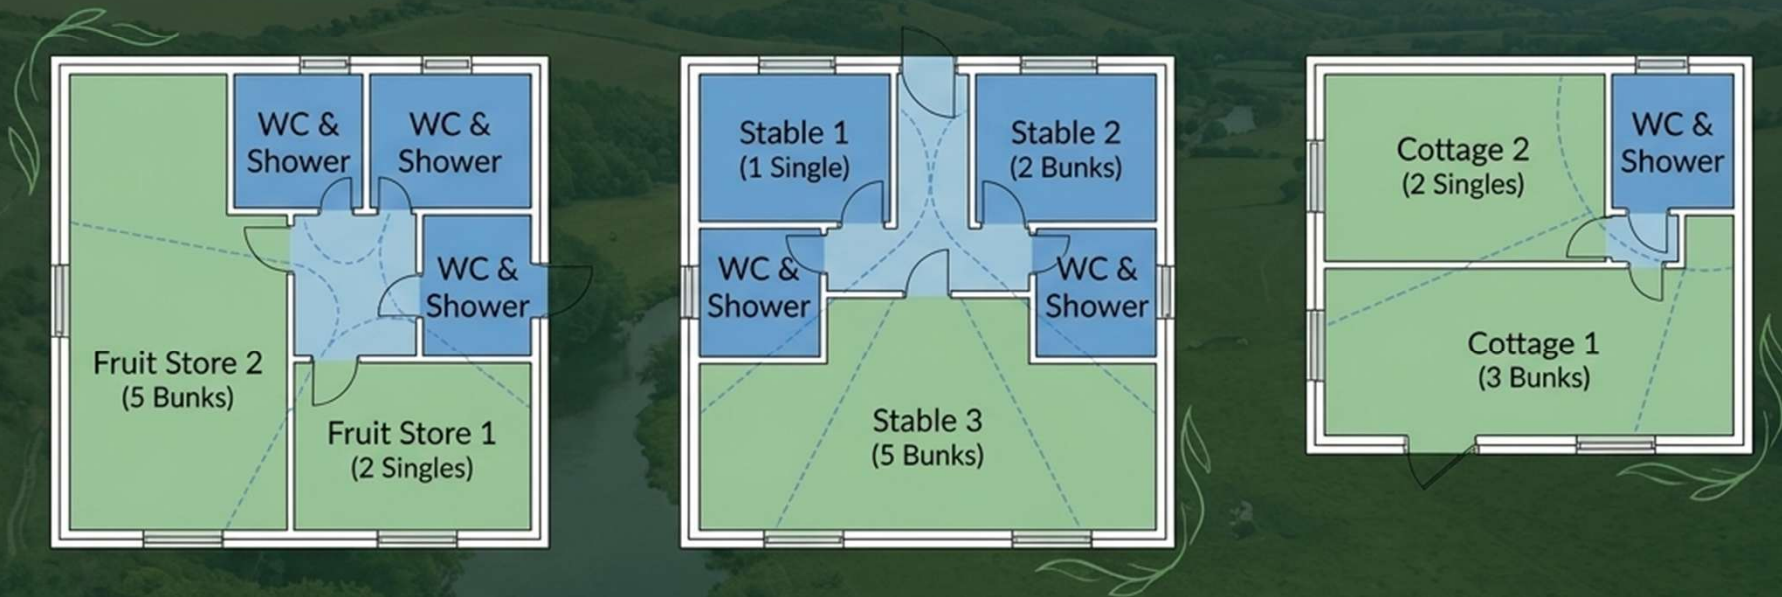 WC &
Shower
WC &
Shower
WC &
Shower
Fruit Store 2
(5 Bunks)
Fruit Store 1
(2 Singles)
Stable 1
(1 Single)
Stable 2
(2 Bunks)
WC &
Shower
WC &
Shower
Stable 3
(5 Bunks)
Cottage 2
(2 Singles)
WC &
Shower
Cottage 1
(3 Bunks)